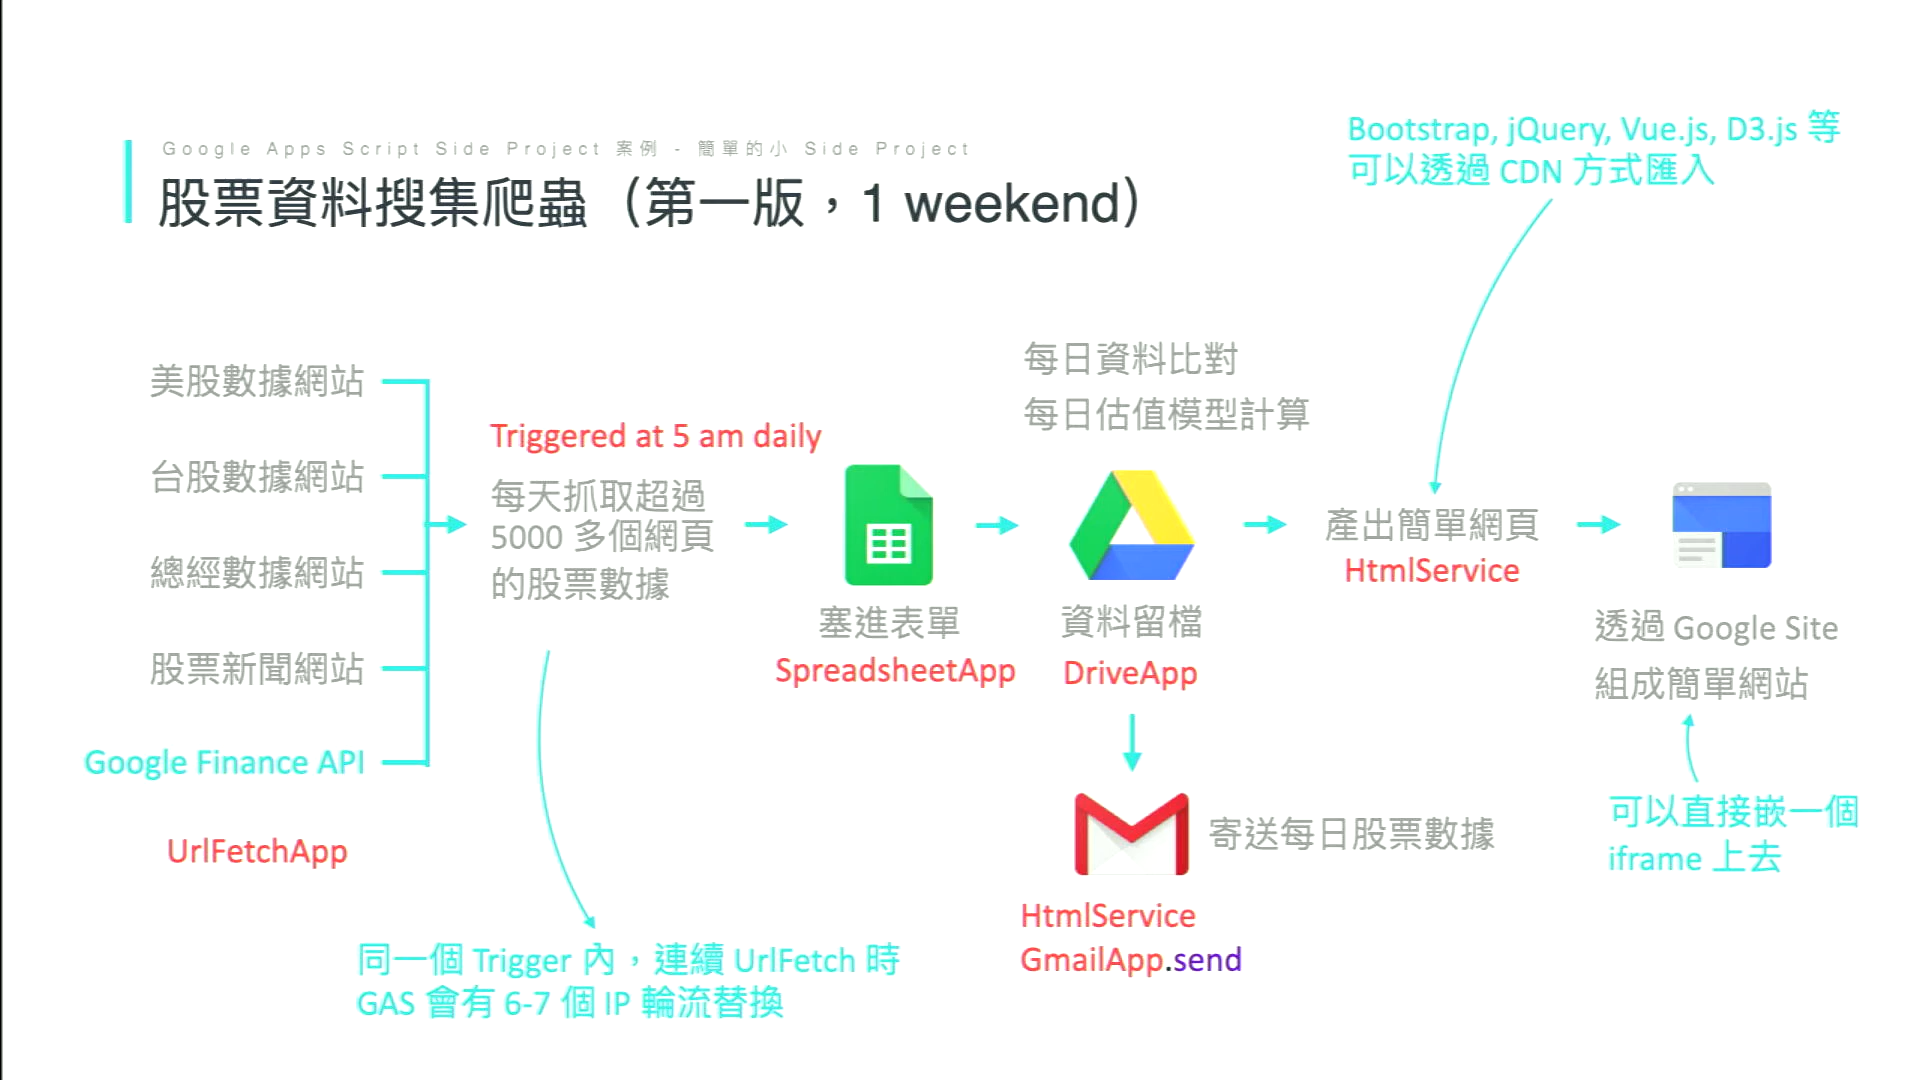 Google Apps Script Side Project 案例 - 簡單的小 Side Project
股票資料搜集爬蟲（第一版，1 weekend）
Bootstrap, jQuery, Vue.js, D3.js 等
可以透過 CDN 方式匯入
美股數據網站
台股數據網站
總經數據網站
股票新聞網站
Google Finance API
UrlFetchApp
Triggered at 5 am daily
每天抓取超過
5000 多個網頁
的股票數據
同一個 Trigger 內，連續 UrlFetch 時
GAS 會有 6-7 個 IP 輪流替換
塞進表單
SpreadsheetApp
每日資料比對
每日估值模型計算
資料留檔
DriveApp
寄送每日股票數據
HtmlService
GmailApp.send
產出簡單網頁
HtmlService
透過 Google Site
組成簡單網站
可以直接嵌一個
iframe 上去